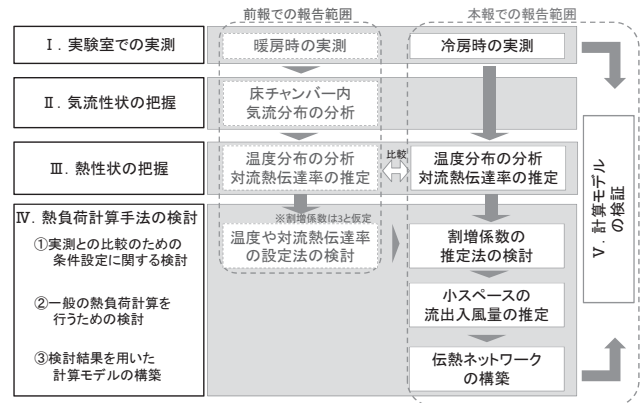 前報での報告範囲
本報での報告範囲
Ⅰ. 実験室での実測
暖房時の実測
冷房時の実測
Ⅱ. 気流性状の把握
床チャンバー内
気流分布の分析
Ⅲ. 熱性状の把握
温度分布の分析
対流熱伝達率の推定
比較
温度分布の分析
対流熱伝達率の推定
Ⅳ. 熱負荷計算手法の検討
①実測との比較のための
条件設定に関する検討
②一般の熱負荷計算を
行うための検討
③検討結果を用いた
計算モデルの構築
※割増係数は3と仮定
温度や対流熱伝達率
の設定法の検討
割増係数の
推定法の検討
小スペースの
流出入風量の推定
伝熱ネットワーク
の構築
Ⅴ. 計算モデル
の検証